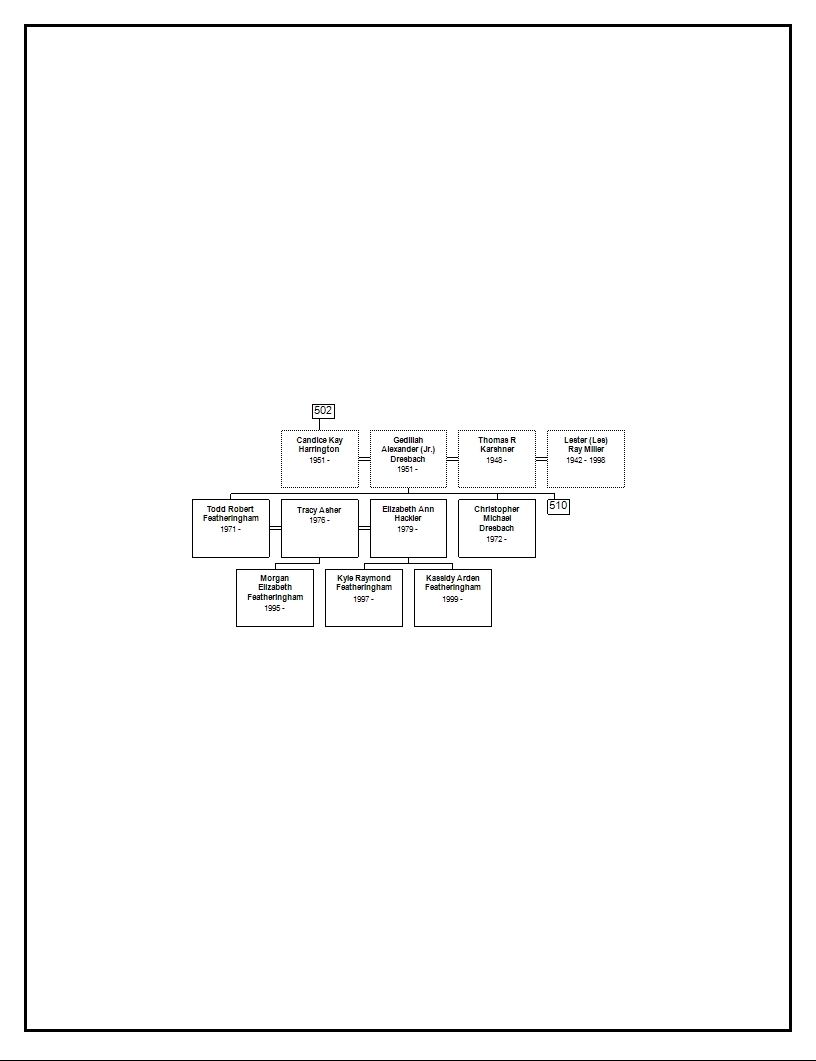 502
Candice Kay
Harrington
1951 -
Gediliah
Alexander (Jr.)
Dresbach
1951 -
Thomas R
Karshner
1948 -
Lester (Les)
Ray Miller
1942 - 1998
Todd Robert
Featheringham
1971 -
Tracy Asher
1976 -
Elizabeth Ann
Hackler
1979 -
Christopher
Michael
Dresbach
1972 -
510
Morgan
Elizabeth
Featheringham
1995 -
Kyle Raymond
Featheringham
1997 -
Kassidy Arden
Featheringham
1999 -